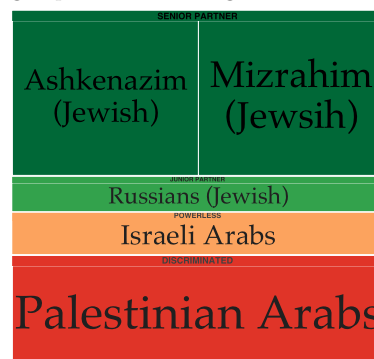 SENIOR PARTNER
Ashkenazim
(Jewish)
Mizrahim
(Jewsih)
JUNIOR PARTNER
Russians (Jewish)
POWERLESS
Israeli Arabs
DISCRIMINATED
Palestinian Arabs